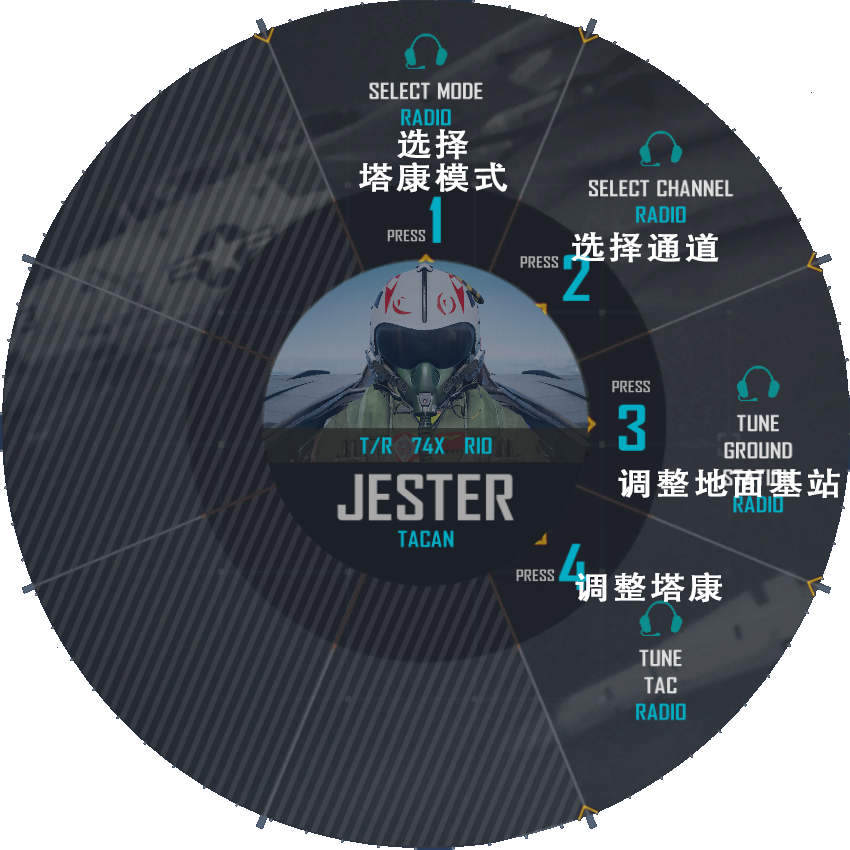 SELECT MODE
RADIO
选择
塔康模式
PRESS 1
SELECT CHANNEL
RADIO
选择通道
PRESS 2
PRESS
3
TUNE
GROUND
调整地面基站
RADIO
T/R 74X RIO
JESTER
TACAN
PRESS 4
调整塔康
TUNE
TAC
RADIO